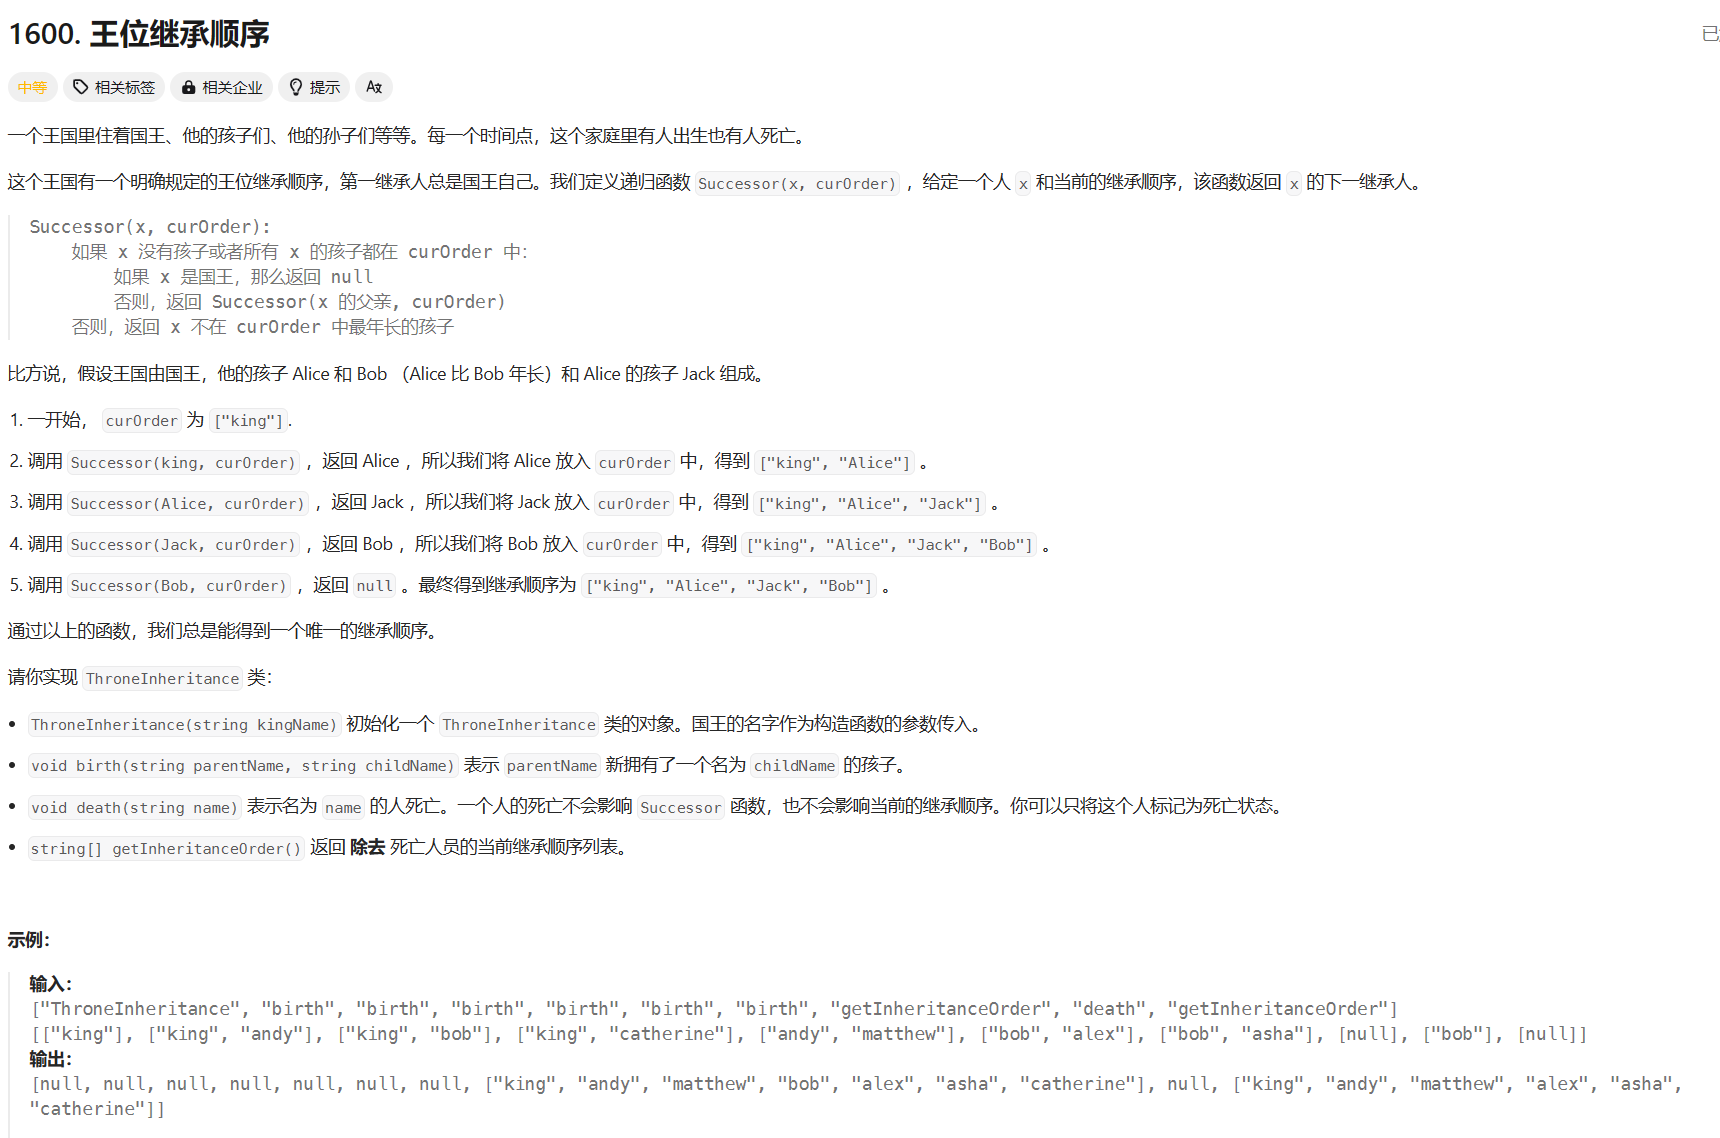 1600. 王位继承顺序
已
中等 相关标签 相关企业 提示
一个王国里住着国王、他的孩子们、他的孙子们等等。每一个时间点，这个家庭里有人出生也有人死亡。
这个王国有一个明确规定的王位继承顺序，第一继承人总是国王自己。我们定义递归函数 Successor(x, curOrder) ，给定一个人 x 和当前的继承顺序，该函数返回 x 的下一继承人。
Successor(x, curOrder):
如果 x 没有孩子或者所有 x 的孩子都在 curOrder 中：
如果 x 是国王，那么返回 null
否则，返回 Successor(x 的父亲, curOrder)
否则，返回 x 不在 curOrder 中最年长的孩子
比方说，假设王国由国王，他的孩子 Alice 和 Bob （Alice 比 Bob 年长）和 Alice 的孩子 Jack 组成。
1. 一开始， curOrder 为 ["king"].
2. 调用 Successor(king, curOrder) ，返回 Alice ，所以我们将 Alice 放入 curOrder 中，得到 ["king", "Alice"] 。
3. 调用 Successor(Alice, curOrder) ，返回 Jack ，所以我们将 Jack 放入 curOrder 中，得到 ["king", "Alice", "Jack"] 。
4. 调用 Successor(Jack, curOrder) ，返回 Bob ，所以我们将 Bob 放入 curOrder 中，得到 ["king", "Alice", "Jack", "Bob"] 。
5. 调用 Successor(Bob, curOrder) ，返回 null 。最终得到继承顺序为 ["king", "Alice", "Jack", "Bob"] 。
通过以上的函数，我们总是能得到一个唯一的继承顺序。
请你实现 ThroneInheritance 类：
• ThroneInheritance(string kingName) 初始化一个 ThroneInheritance 类的对象。国王的名字作为构造函数的参数传入。
• void birth(string parentName, string childName) 表示 parentName 新拥有了一个名为 childName 的孩子。
• void death(string name) 表示名为 name 的人死亡。一个人的死亡不会影响 Successor 函数，也不会影响当前的继承顺序。你可以只将这个人标记为死亡状态。
• string[] getInheritanceOrder() 返回 除去 死亡人员的当前继承顺序列表。
示例：
输入：
["ThroneInheritance", "birth", "birth", "birth", "birth", "birth", "birth", "getInheritanceOrder", "death", "getInheritanceOrder"]
[["king"], ["king", "andy"], ["king", "bob"], ["king", "catherine"], ["andy", "matthew"], ["bob", "alex"], ["bob", "asha"], [null], ["bob"], [null]]
输出：
[null, null, null, null, null, null, null, ["king", "andy", "matthew", "bob", "alex", "asha", "catherine"], null, ["king", "andy", "matthew", "alex", "asha",
"catherine"]]